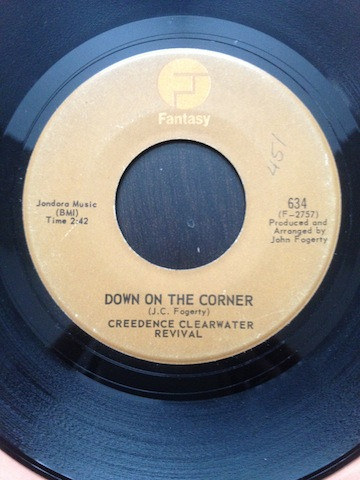 Fantasy
451
Jondora Music
(BMI)
Time 2:42
634
(F-2757)
Produced and
Arranged by
John Fogerty
DOWN ON THE CORNER
(J.C. Fogerty)
CREEDENCE CLEARWATER
REVIVAL